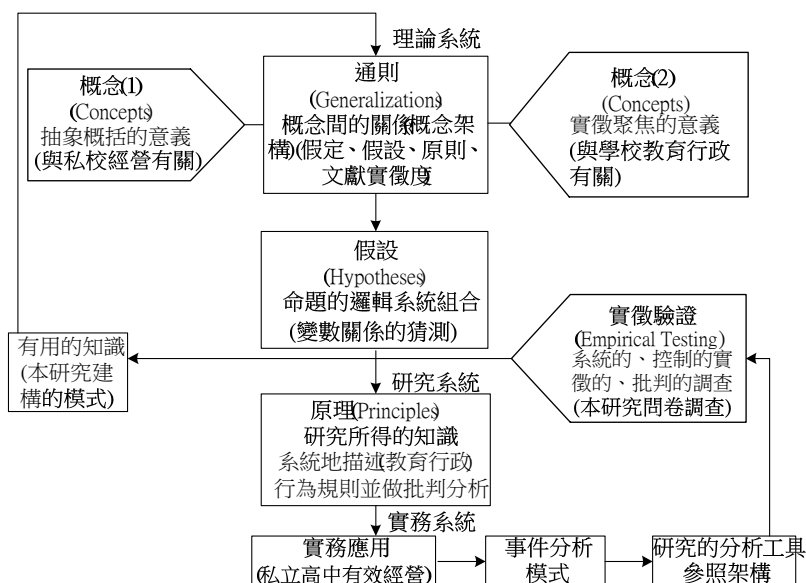 理論系統
概念(1)
(Concepts)
抽象概括的意義
(與私校經營有關)
通則
(Generalizations)
概念間的關係(概念架
構)(假定、假設、原則、
文獻實徵度)
概念(2)
(Concepts)
實徵聚焦的意義
(與學校教育行政
有關)
假設
(Hypotheses)
命題的邏輯系統組合
(變數關係的猜測)
有用的知識
(本研究建
構的模式)
實徵驗證
(Empirical Testing)
系統的、控制的實
徵的、批判的調查
(本研究問卷調查)
研究系統
原理(Principles)
研究所得的知識
系統地描述(教育行政)
行為規則並做批判分析
實務系統
實務應用
(私立高中有效經營)
事件分析
模式
研究的分析工具
參照架構